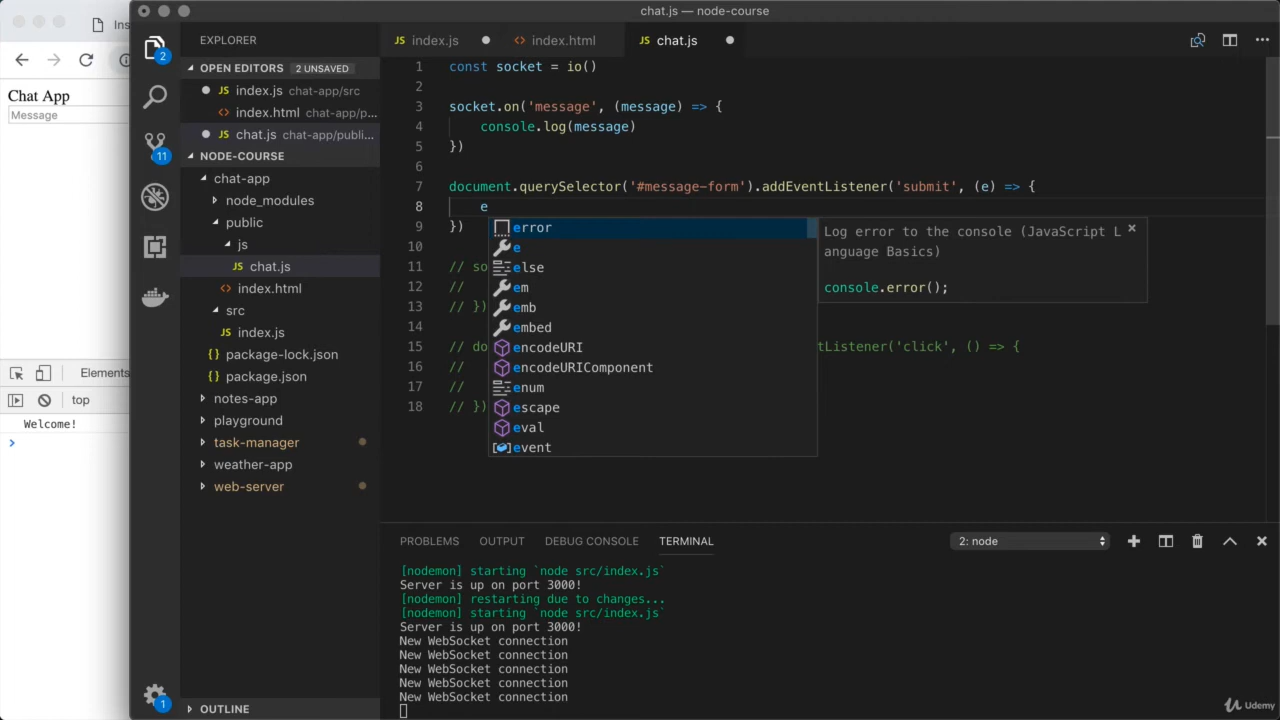 chat.js — node-course
Ins
Chat App
Message
Elements
top
Welcome!
2
11
1
EXPLORER
OPEN EDITORS 2 UNSAVED
index.js chat-app/src
index.html chat-app/p...
JS chat.js chat-app/publi...
NODE-COURSE
chat-app
node_modules
public
js
JS chat.js
index.html
src
JS index.js
{} package-lock.json
{} package.json
notes-app
playground
task-manager
weather-app
web-server
OUTLINE
JS index.js
index.html
JS chat.js
1 const socket = io()
2
3 socket.on('message', (message) => {
4 console.log(message)
5 })
6
7 document.querySelector('#message-form').addEventListener('submit', (e) => {
8 e
9 })
10
11 // so
12 //
13 // })
14
15 // do tListener('click', () => {
16 //
17 //
18 // })
error
e
else
em
emb
embed
encodeURI
encodeURIComponent
enum
escape
eval
event
Log error to the console (JavaScript L
anguage Basics)
console.error();
PROBLEMS OUTPUT DEBUG CONSOLE TERMINAL 2: node
[nodemon] starting `node src/index.js`
Server is up on port 3000!
[nodemon] restarting due to changes...
[nodemon] starting `node src/index.js`
Server is up on port 3000!
New WebSocket connection
New WebSocket connection
New WebSocket connection
New WebSocket connection
New WebSocket connection
Udemy